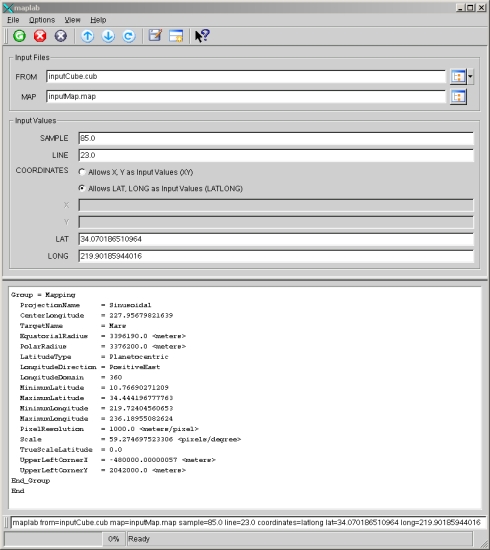 maplab
File Options View Help
Input Files
FROM inputCube.cub
MAP inputMap.map
Input Values
SAMPLE 85.0
LINE 23.0
COORDINATES Allows X, Y as Input Values (XY)
Allows LAT, LONG as Input Values (LATLONG)
X
Y
LAT 34.070186510964
LONG 219.90185944016
Group = Mapping
ProjectionName = Sinusoidal
CenterLongitude = 227.95679821639
TargetName = Mars
EquatorialRadius = 3396190.0 <meters>
PolarRadius = 3376200.0 <meters>
LatitudeType = Planetocentric
LongitudeDirection = PositiveEast
LongitudeDomain = 360
MinimumLatitude = 10.76690271209
MaximumLatitude = 34.444196777763
MinimumLongitude = 219.72404560653
MaximumLongitude = 236.18955082624
PixelResolution = 1000.0 <meters/pixel>
Scale = 59.274697523306 <pixels/degree>
TrueScaleLatitude = 0.0
UpperLeftCornerX = -480000.00000057 <meters>
UpperLeftCornerY = 2042000.0 <meters>
End_Group
End
maplab from=inputCube.cub map=inputMap.map sample=85.0 line=23.0 coordinates=latlong lat=34.070186510964 long=219.90185944016
0% Ready